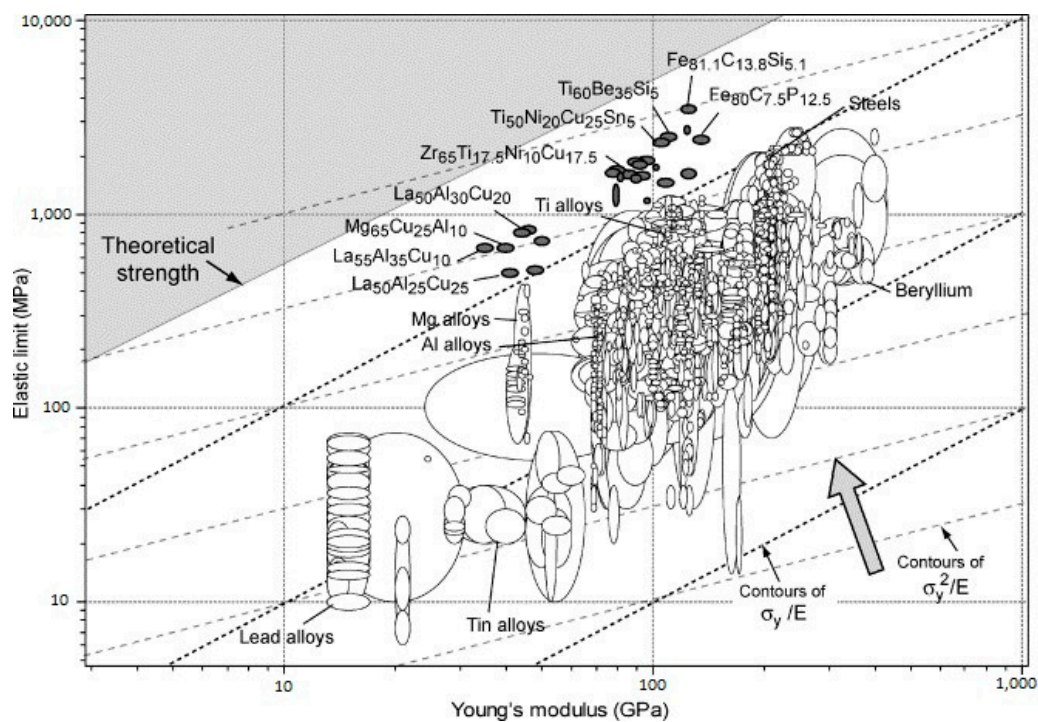 10,000
Fe81.1C13.8Si5.1
Ti60Be35Si5
Fe80C7.5P12.5
Steels
Ti50Ni20Cu25Sn5
Zr65Ti17.5Ni10Cu17.5
La50Al30Cu20
1,000
Ti alloys
Mg65Cu25Al10
Theoretical
strength
La55Al35Cu10
La50Al25Cu25
Beryllium
Elastic limit (MPa)
Mg alloys
Al alloys
100
Contours of
σy2/E
Contours of
σy/E
10
Lead alloys
Tin alloys
10
100
1,000
Young's modulus (GPa)